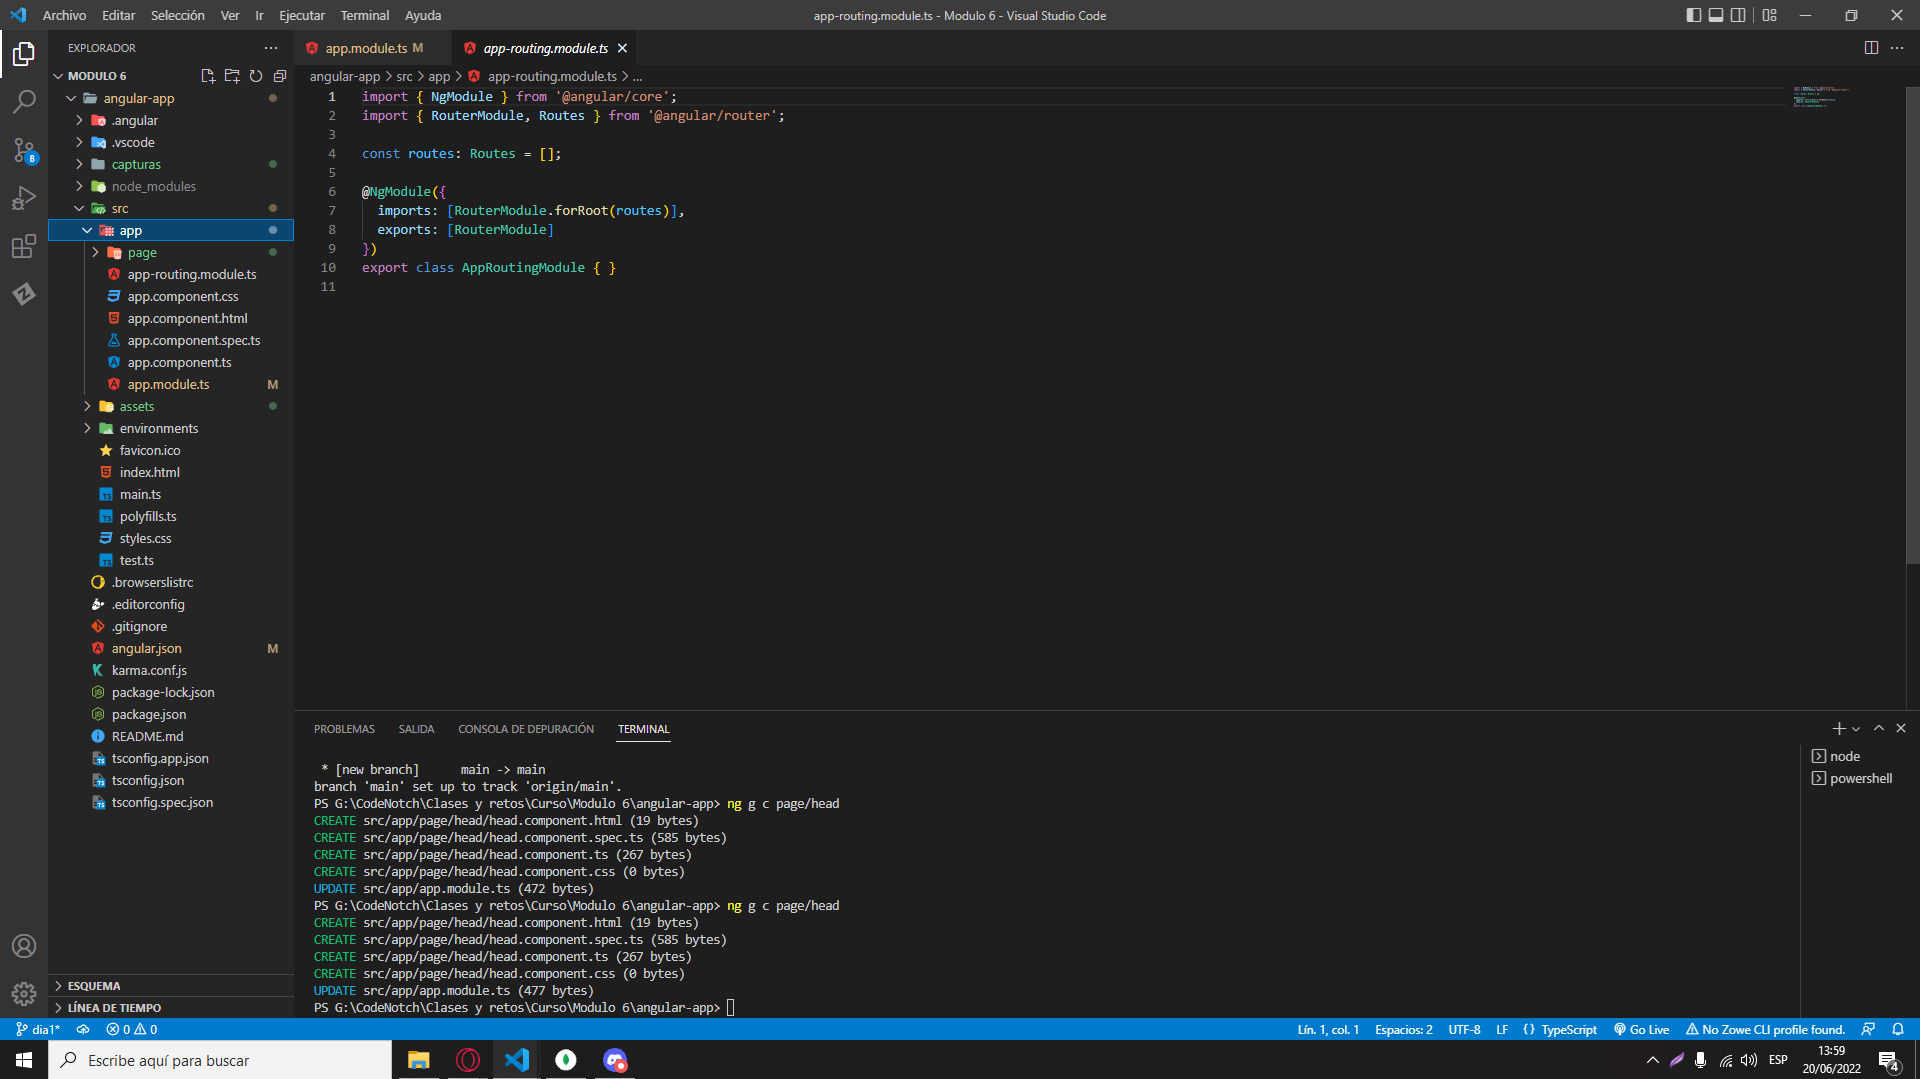 Archivo Editar Selección Ver Ir Ejecutar Terminal Ayuda
app-routing.module.ts - Modulo 6 - Visual Studio Code
EXPLORADOR
MODULO 6
angular-app
.angular
.vscode
capturas
node_modules
src
app
page
app-routing.module.ts
app.component.css
app.component.html
app.component.spec.ts
app.component.ts
app.module.ts M
assets
environments
favicon.ico
index.html
main.ts
polyfills.ts
styles.css
test.ts
.browserslistrc
.editorconfig
.gitignore
angular.json M
karma.conf.js
package-lock.json
package.json
README.md
tsconfig.app.json
tsconfig.json
tsconfig.spec.json
ESQUEMA
LÍNEA DE TIEMPO
8
app.module.ts M
app-routing.module.ts
angular-app > src > app > app-routing.module.ts > ...
1 import { NgModule } from '@angular/core';
2 import { RouterModule, Routes } from '@angular/router';
3
4 const routes: Routes = [];
5
6 @NgModule({
7 imports: [RouterModule.forRoot(routes)],
8 exports: [RouterModule]
9 })
10 export class AppRoutingModule { }
11
PROBLEMAS SALIDA CONSOLA DE DEPURACIÓN TERMINAL
* [new branch] main -> main
branch 'main' set up to track 'origin/main'.
PS G:\CodeNotch\Clases y retos\Curso\Modulo 6\angular-app> ng g c page/head
CREATE src/app/page/head/head.component.html (19 bytes)
CREATE src/app/page/head/head.component.spec.ts (585 bytes)
CREATE src/app/page/head/head.component.ts (267 bytes)
CREATE src/app/page/head/head.component.css (0 bytes)
UPDATE src/app/app.module.ts (472 bytes)
PS G:\CodeNotch\Clases y retos\Curso\Modulo 6\angular-app> ng g c page/head
CREATE src/app/page/head/head.component.html (19 bytes)
CREATE src/app/page/head/head.component.spec.ts (585 bytes)
CREATE src/app/page/head/head.component.ts (267 bytes)
CREATE src/app/page/head/head.component.css (0 bytes)
UPDATE src/app/app.module.ts (477 bytes)
PS G:\CodeNotch\Clases y retos\Curso\Modulo 6\angular-app>
node
powershell
dia1* 0 0
Lín. 1, col. 1 Espacios: 2 UTF-8 LF {} TypeScript Go Live No Zowe CLI profile found.
Escribe aquí para buscar
ESP
13:59
20/06/2022
4